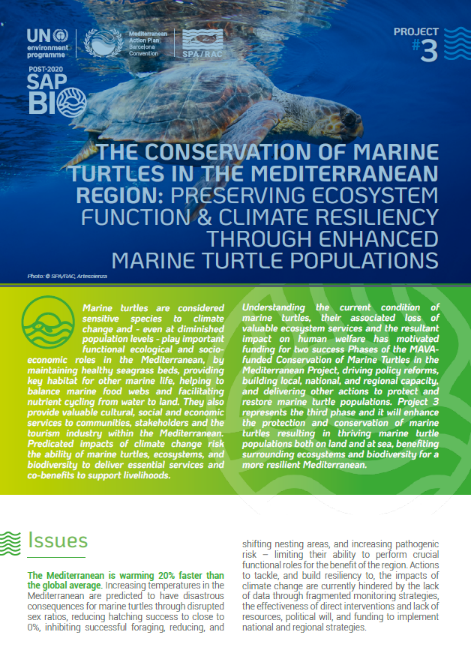 UN
environment
programme
Mediterranean
Action Plan
Barcelona
Convention
SPA/RAC
PROJECT
#3
POST-2020
SAP
BIO
THE CONSERVATION OF MARINE
TURTLES IN THE MEDITERRANEAN
REGION: PRESERVING ECOSYSTEM
FUNCTION & CLIMATE RESILIENCY
THROUGH ENHANCED
MARINE TURTLE POPULATIONS
Photo: © SPA/RAC, Artescienza
Marine turtles are considered
sensitive species to climate
change and - even at diminished
population levels - play important
functional ecological and socio-
economic roles in the Mediterranean, by
maintaining healthy seagrass beds, providing
key habitat for other marine life, helping to
balance marine food webs and facilitating
nutrient cycling from water to land. They also
provide valuable cultural, social and economic
services to communities, stakeholders and the
tourism industry within the Mediterranean.
Predicated impacts of climate change risk
the ability of marine turtles, ecosystems, and
biodiversity to deliver essential services and
co-benefits to support livelihoods.
Understanding the current condition of
marine turtles, their associated loss of
valuable ecosystem services and the resultant
impact on human welfare has motivated
funding for two success Phases of the MAVA-
funded Conservation of Marine Turtles in the
Mediterranean Project, driving policy reforms,
building local, national, and regional capacity,
and delivering other actions to protect and
restore marine turtle populations. Project 3
represents the third phase and it will enhance
the protection and conservation of marine
turtles resulting in thriving marine turtle
populations both on land and at sea, benefiting
surrounding ecosystems and biodiversity for a
more resilient Mediterranean.
Issues
The Mediterranean is warming 20% faster than
the global average. Increasing temperatures in the
Mediterranean are predicted to have disastrous
consequences for marine turtles through disrupted
sex ratios, reducing hatching success to close to
0%, inhibiting successful foraging, reducing, and
shifting nesting areas, and increasing pathogenic
risk – limiting their ability to perform crucial
functional roles for the benefit of the region. Actions
to tackle, and build resiliency to, the impacts of
climate change are currently hindered by the lack
of data through fragmented monitoring strategies,
the effectiveness of direct interventions and lack of
resources, political will, and funding to implement
national and regional strategies.